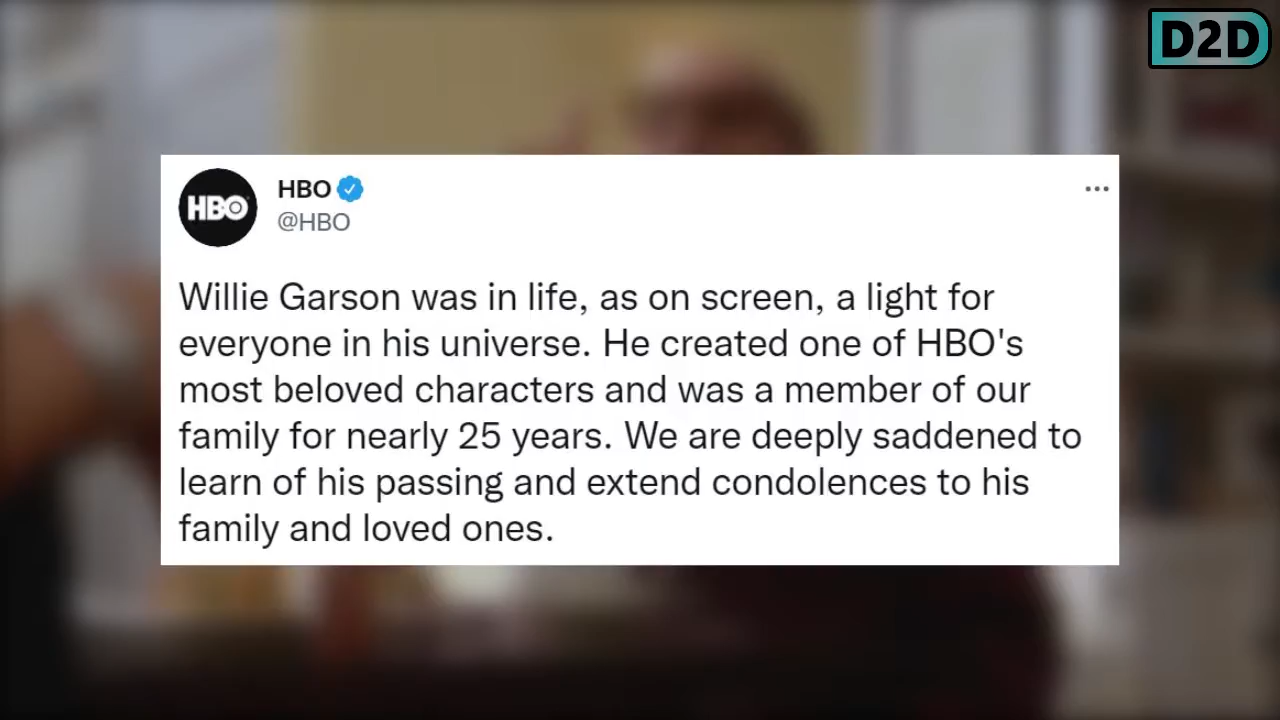 D2D
HBO
HBO
@HBO
Willie Garson was in life, as on screen, a light for
everyone in his universe. He created one of HBO's
most beloved characters and was a member of our
family for nearly 25 years. We are deeply saddened to
learn of his passing and extend condolences to his
family and loved ones.